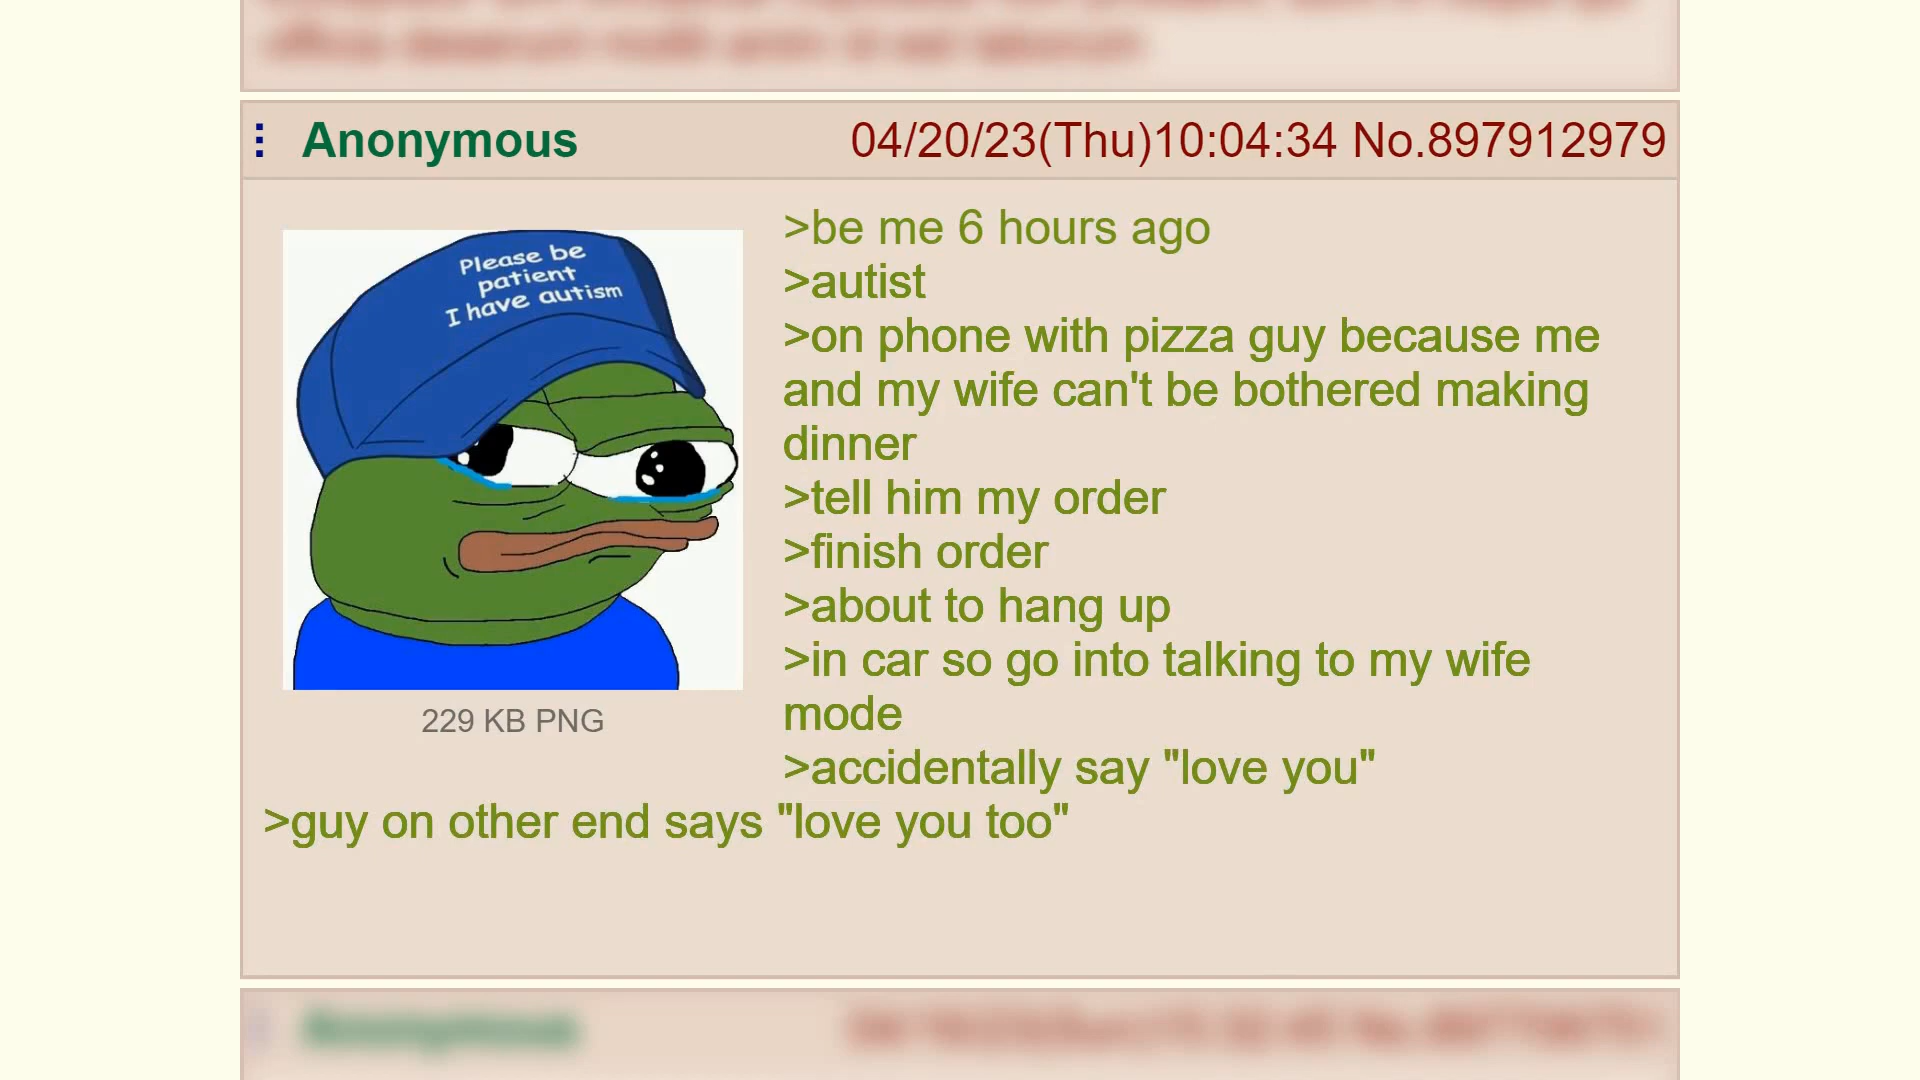 Anonymous
04/20/23(Thu)10:04:34 No.897912979
Please be
patient
I have autism
229 KB PNG
>be me 6 hours ago
>autist
>on phone with pizza guy because me
and my wife can't be bothered making
dinner
>tell him my order
>finish order
>about to hang up
>in car so go into talking to my wife
mode
>accidentally say "love you"
>guy on other end says "love you too"
Anonymous